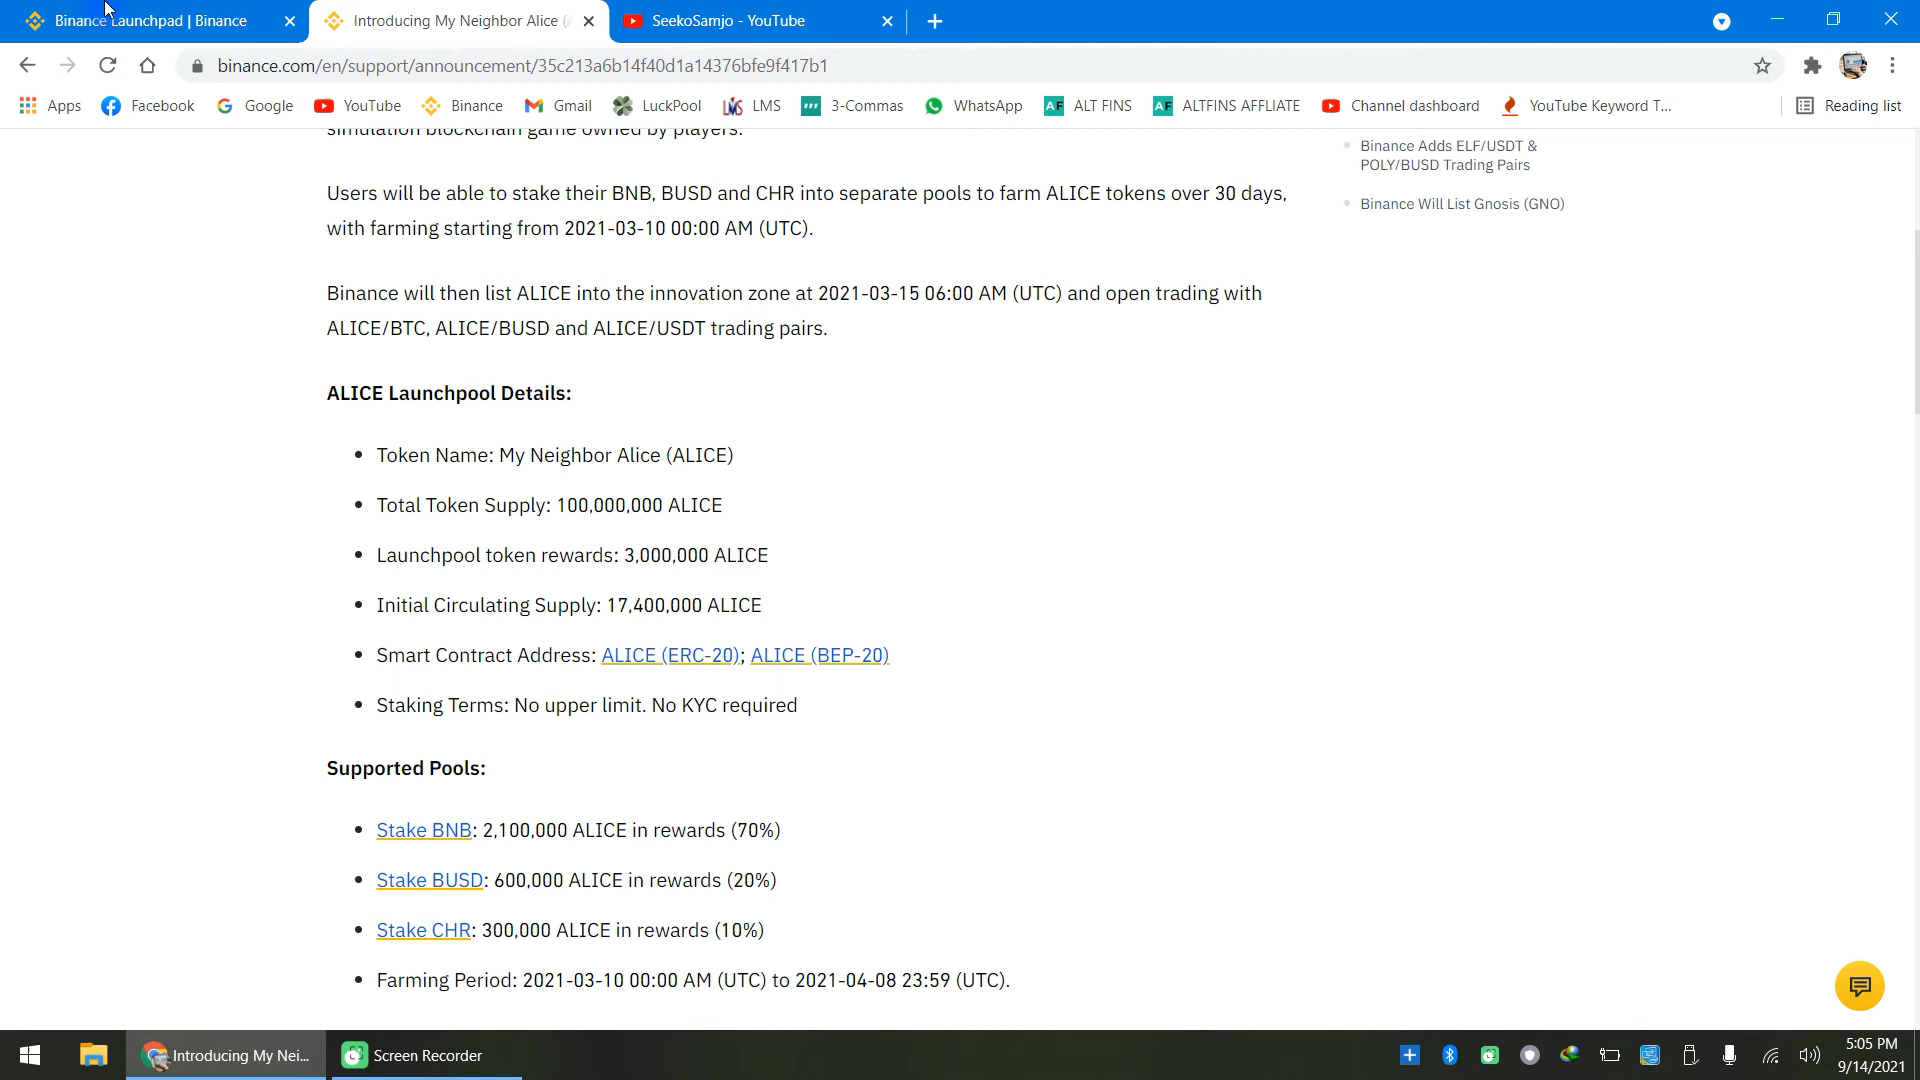 Binance Launchpad | Binance
Introducing My Neighbor Alice (
SeekoSamjo - YouTube
binance.com/en/support/announcement/35c213a6b14f40d1a14376bfe9f417b1
Apps
Facebook
Google
YouTube
Binance
Gmail
LuckPool
LMS
3-Commas
WhatsApp
AF ALT FINS
AF ALTFINS AFFLIATE
Channel dashboard
YouTube Keyword T...
Reading list
simulation blockchain game owned by players.
Users will be able to stake their BNB, BUSD and CHR into separate pools to farm ALICE tokens over 30 days,
with farming starting from 2021-03-10 00:00 AM (UTC).
Binance will then list ALICE into the innovation zone at 2021-03-15 06:00 AM (UTC) and open trading with
ALICE/BTC, ALICE/BUSD and ALICE/USDT trading pairs.
ALICE Launchpool Details:
• Token Name: My Neighbor Alice (ALICE)
• Total Token Supply: 100,000,000 ALICE
• Launchpool token rewards: 3,000,000 ALICE
• Initial Circulating Supply: 17,400,000 ALICE
• Smart Contract Address: ALICE (ERC-20); ALICE (BEP-20)
• Staking Terms: No upper limit. No KYC required
Supported Pools:
• Stake BNB: 2,100,000 ALICE in rewards (70%)
• Stake BUSD: 600,000 ALICE in rewards (20%)
• Stake CHR: 300,000 ALICE in rewards (10%)
• Farming Period: 2021-03-10 00:00 AM (UTC) to 2021-04-08 23:59 (UTC).
• Binance Adds ELF/USDT &
POLY/BUSD Trading Pairs
• Binance Will List Gnosis (GNO)
Introducing My Nei...
Screen Recorder
5:05 PM
9/14/2021